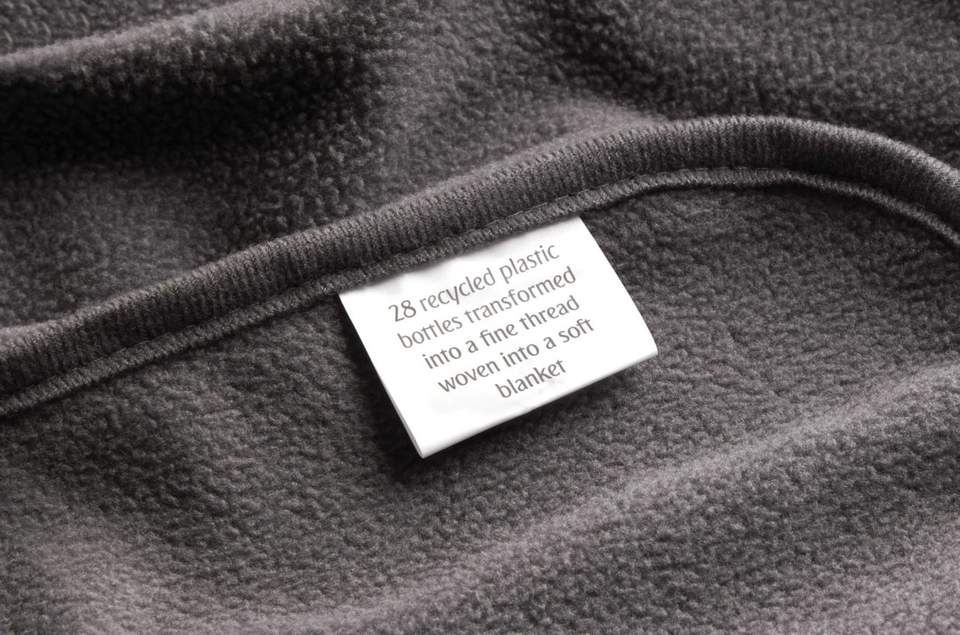 28 recycled plastic
bottles transformed
into a fine thread
woven into a soft
blanket